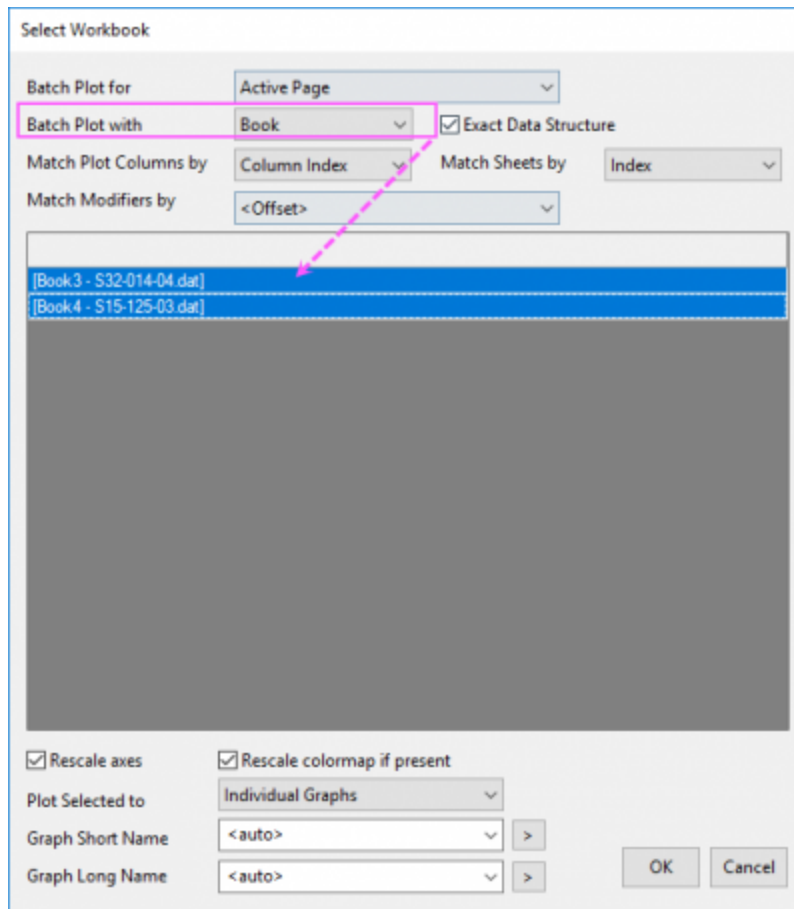 Select Workbook
Batch Plot for Active Page
Batch Plot with Book Exact Data Structure
Match Plot Columns by Column Index Match Sheets by Index
Match Modifiers by <Offset>
[Book3 - S32-014-04.dat]
[Book4 - S15-125-03.dat]
Rescale axes Rescale colormap if present
Plot Selected to Individual Graphs
Graph Short Name <auto> >
Graph Long Name <auto> > OK Cancel